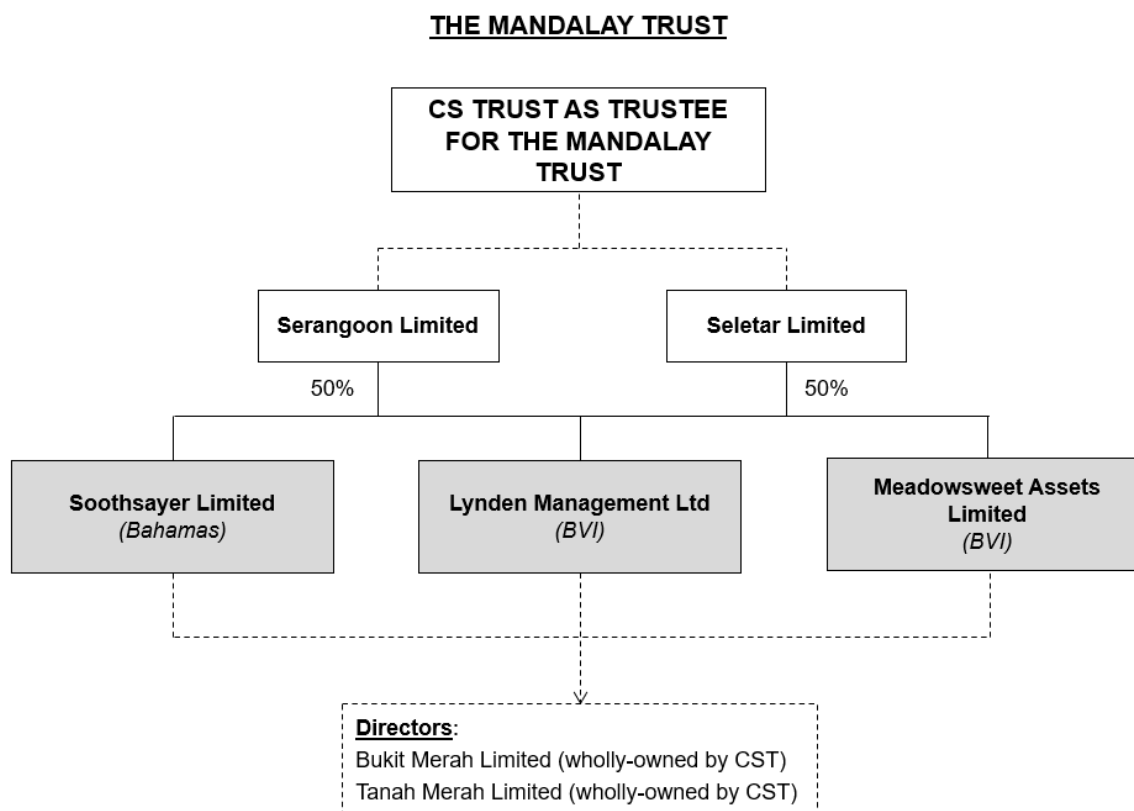 THE MANDALAY TRUST
CS TRUST AS TRUSTEE
FOR THE MANDALAY
TRUST
Serangoon Limited
Seletar Limited
50%
50%
Soothsayer Limited
(Bahamas)
Lynden Management Ltd
(BVI)
Meadowsweet Assets
Limited
(BVI)
Directors:
Bukit Merah Limited (wholly-owned by CST)
Tanah Merah Limited (wholly-owned by CST)